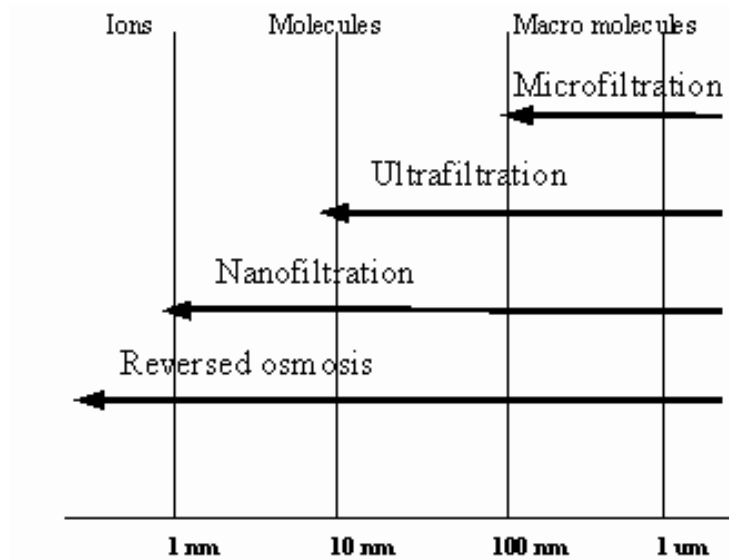 Ions Molecules Macro molecules
Microfiltration
Ultrafiltration
Nanofiltration
Reversed osmosis
1 nm 10 nm 100 nm 1 um